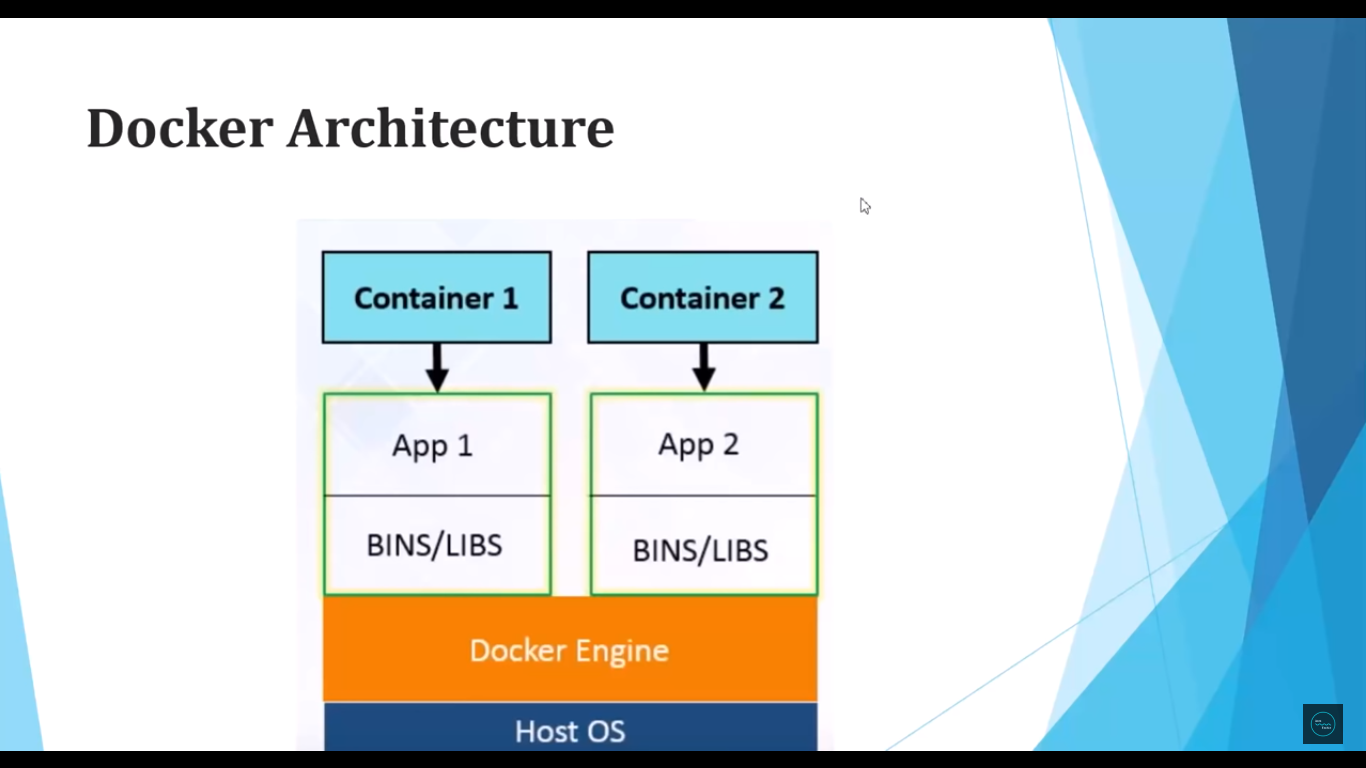 Docker Architecture
Container 1
Container 2
App 1
App 2
BINS/LIBS
BINS/LIBS
Docker Engine
Host OS